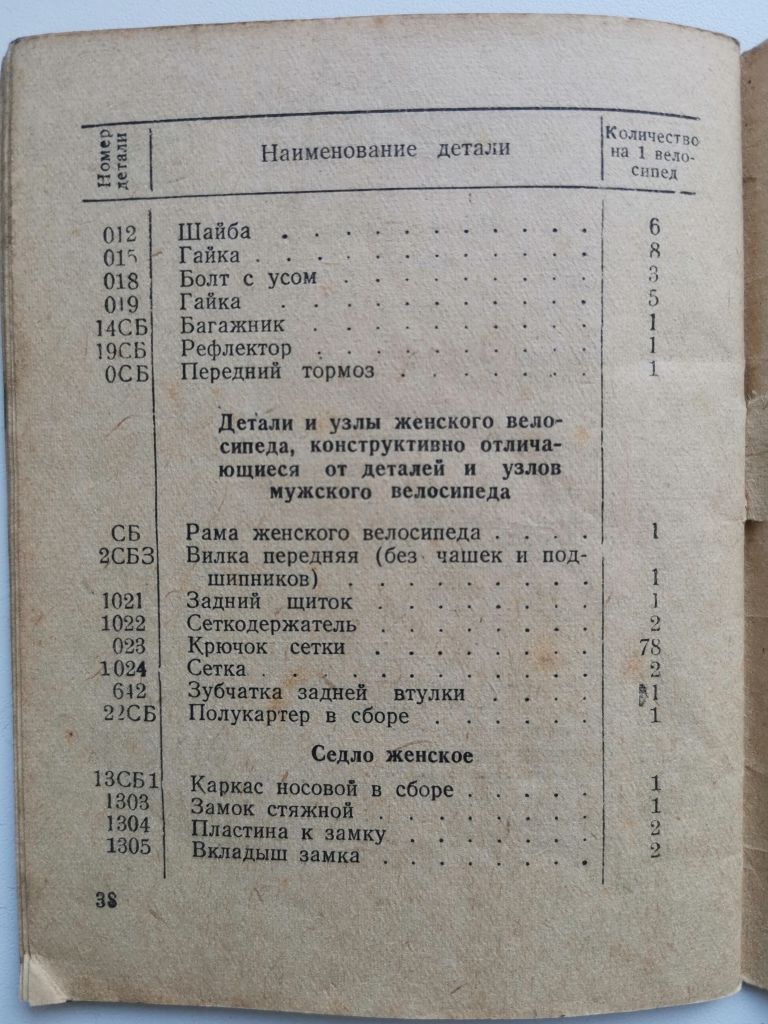 Номер детали
Наименование детали
Количество на 1 вело-
сипед
012 Шайба . . . . . . . . . . . 6
015 Гайка . . . . . . . . . . . . 8
018 Болт с усом . . . . . . . . . 3
019 Гайка . . . . . . . . . . . 5
14СБ Багажник . . . . . . . . . . 1
19СБ Рефлектор . . . . . . . . . . 1
0СБ Передний тормоз . . . . . . . 1
Детали и узлы женского вело-
сипеда, конструктивно отлича-
ющиеся от деталей и узлов
мужского велосипеда
СБ Рама женского велосипеда . . . . 1
2СБ3 Вилка передняя (без чашек и под-
шипников) . . . . . . . . . 1
1021 Задний щиток . . . . . . . . 1
1022 Сеткодержатель . . . . . . . . 2
023 Крючок сетки . . . . . . . . 78
1024 Сетка . . . . . . . . . . . . 2
642 Зубчатка задней втулки . . . . 1
22СБ Полукартер в сборе . . . . . . 1
Седло женское
13СБ1 Каркас носовой в сборе . . . . . 1
1303 Замок стяжной . . . . . . . . 1
1304 Пластина к замку . . . . . . . 2
1305 Вкладыш замка . . . . . . . . 2
38